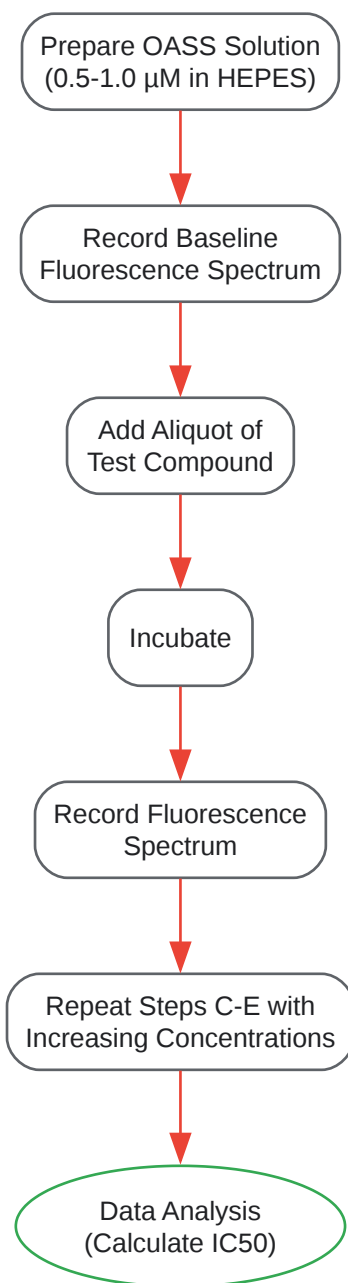 Prepare OASS Solution
(0.5-1.0 µM in HEPES)
Record Baseline
Fluorescence Spectrum
Add Aliquot of
Test Compound
Incubate
Record Fluorescence
Spectrum
Repeat Steps C-E with
Increasing Concentrations
Data Analysis
(Calculate IC50)